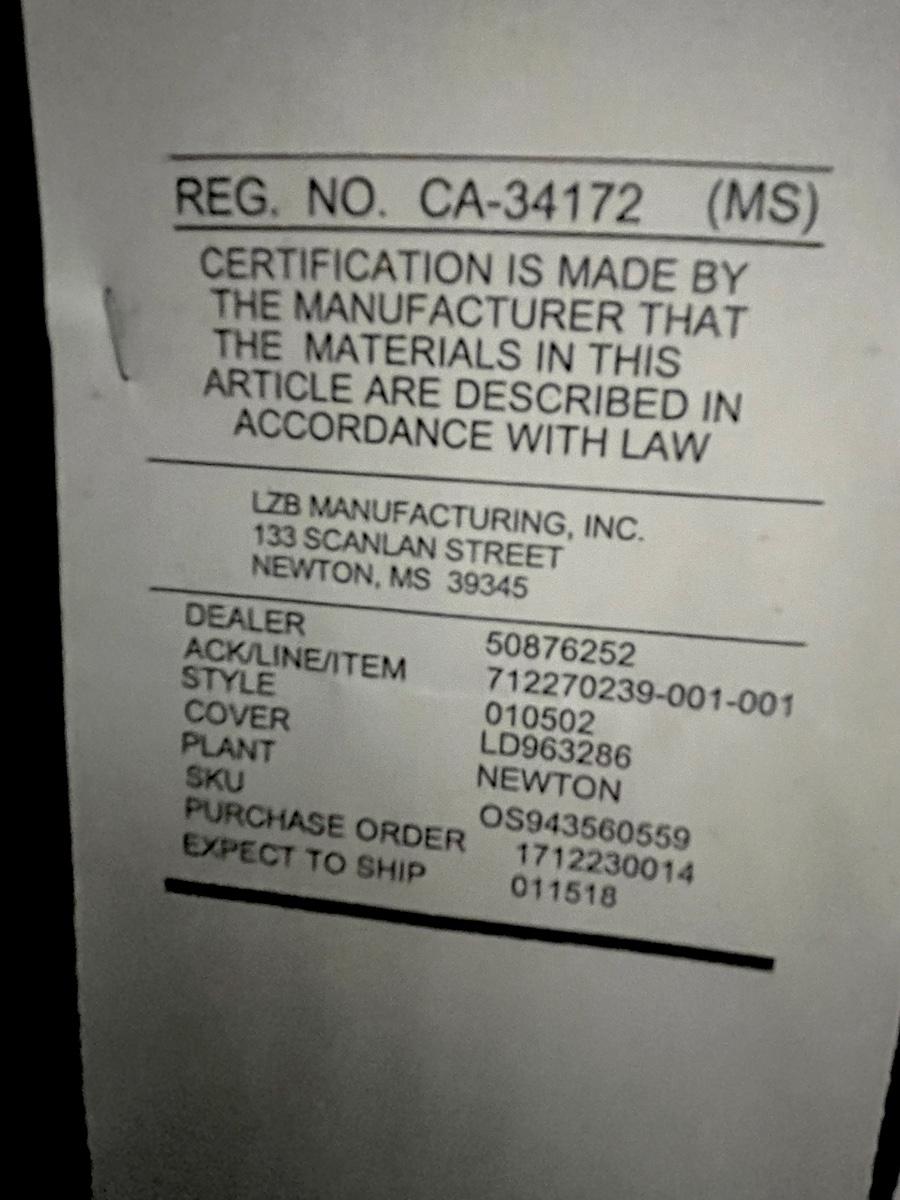 REG. NO. CA-34172 (MS)
CERTIFICATION IS MADE BY
THE MANUFACTURER THAT
THE MATERIALS IN THIS
ARTICLE ARE DESCRIBED IN
ACCORDANCE WITH LAW
LZB MANUFACTURING, INC.
133 SCANLAN STREET
NEWTON, MS 39345
DEALER 50876252
ACK/LINE/ITEM 712270239-001-001
STYLE 010502
COVER LD963286
PLANT NEWTON
SKU OS943560559
PURCHASE ORDER 1712230014
EXPECT TO SHIP 011518